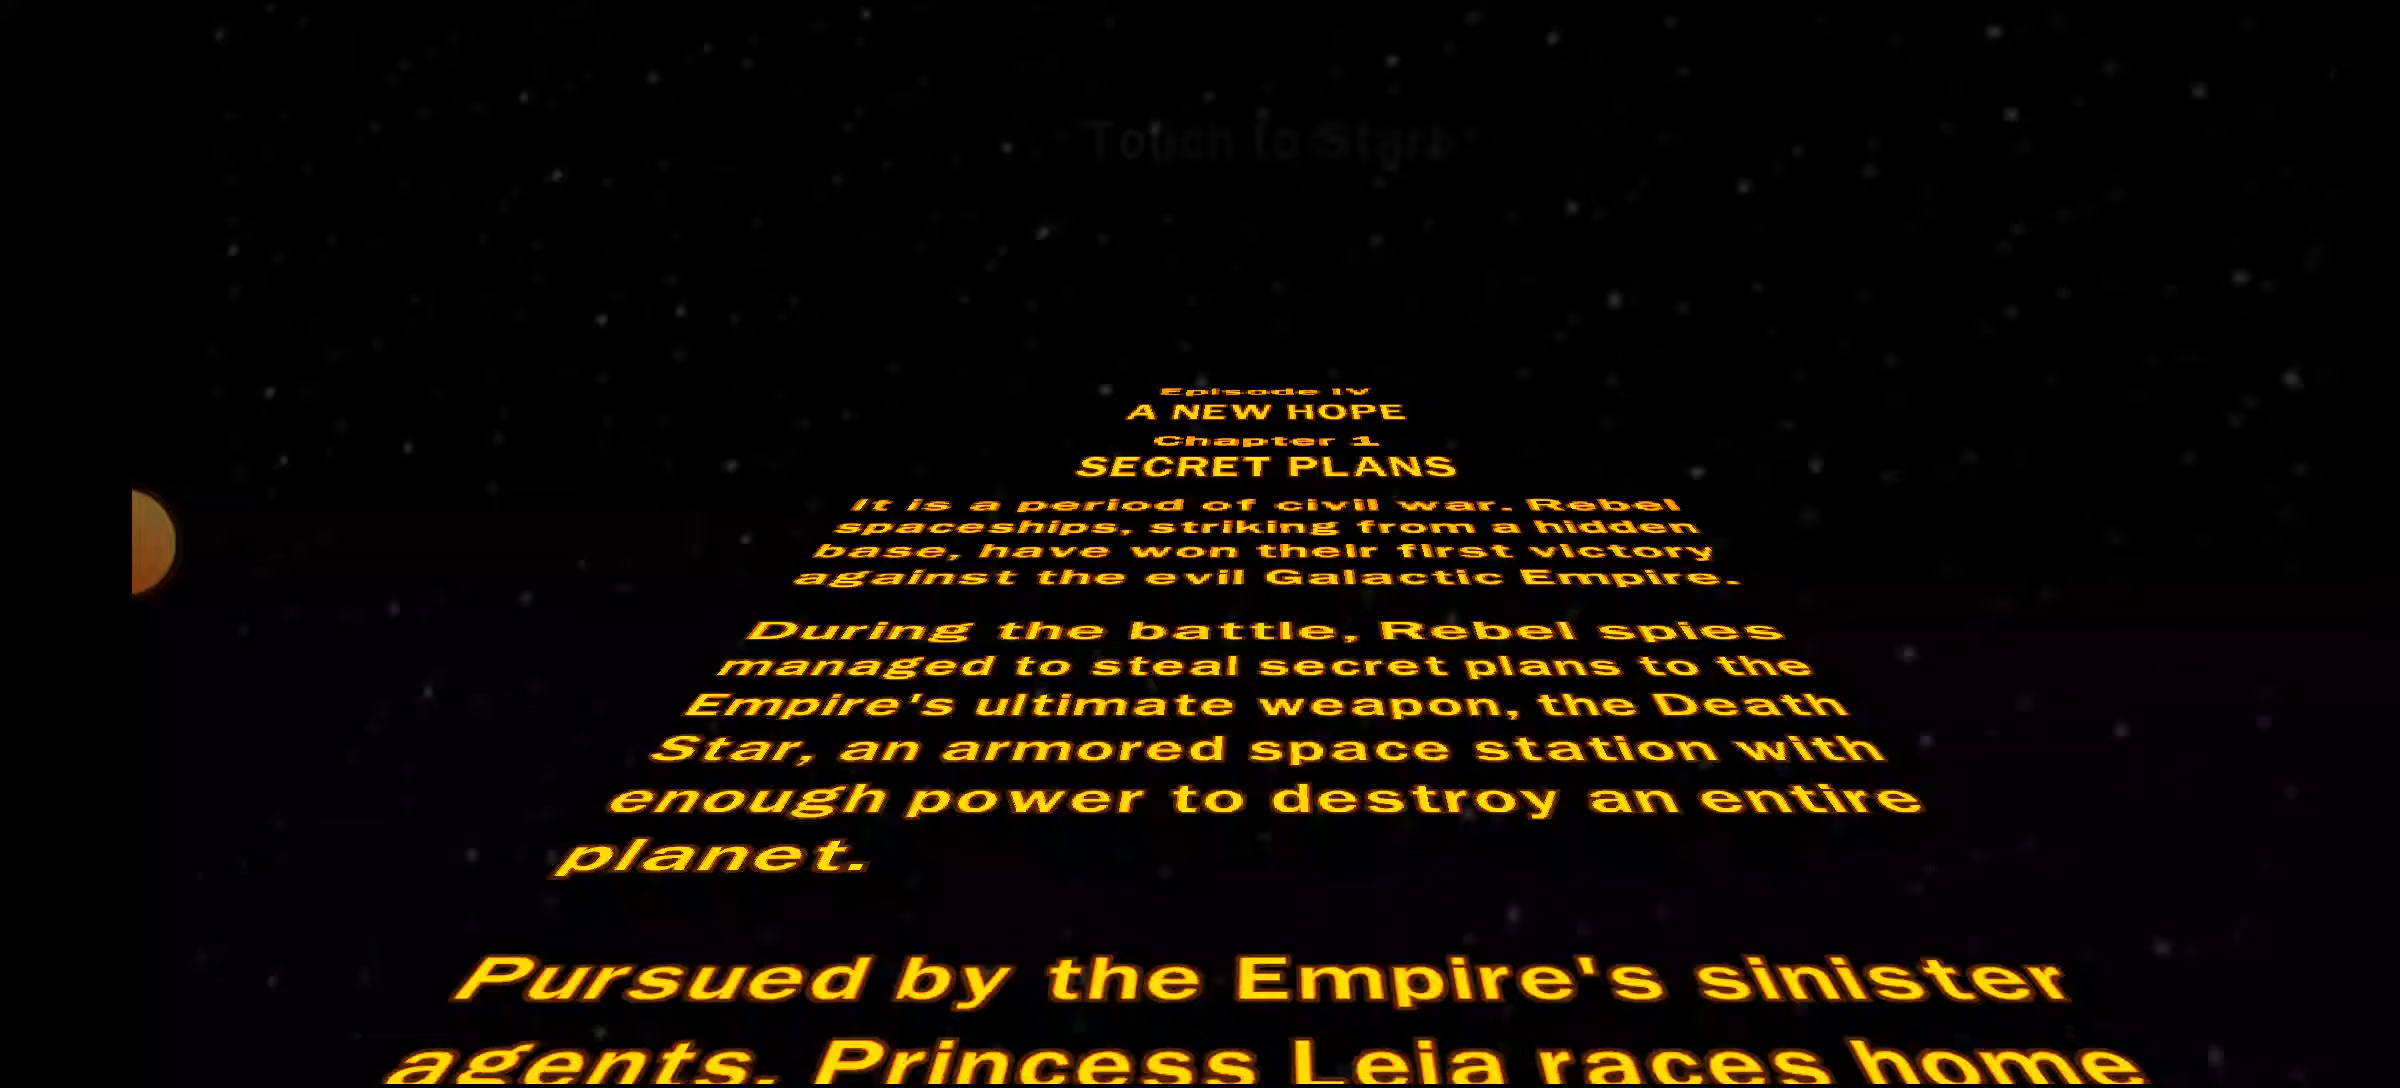 Touch to Start
Episode IV
A NEW HOPE
Chapter 1
SECRET PLANS
It is a period of civil war. Rebel
spaceships, striking from a hidden
base, have won their first victory
against the evil Galactic Empire.
During the battle, Rebel spies
managed to steal secret plans to the
Empire's ultimate weapon, the Death
Star, an armored space station with
enough power to destroy an entire
planet.
Pursued by the Empire's sinister
agents, Princess Leia races home